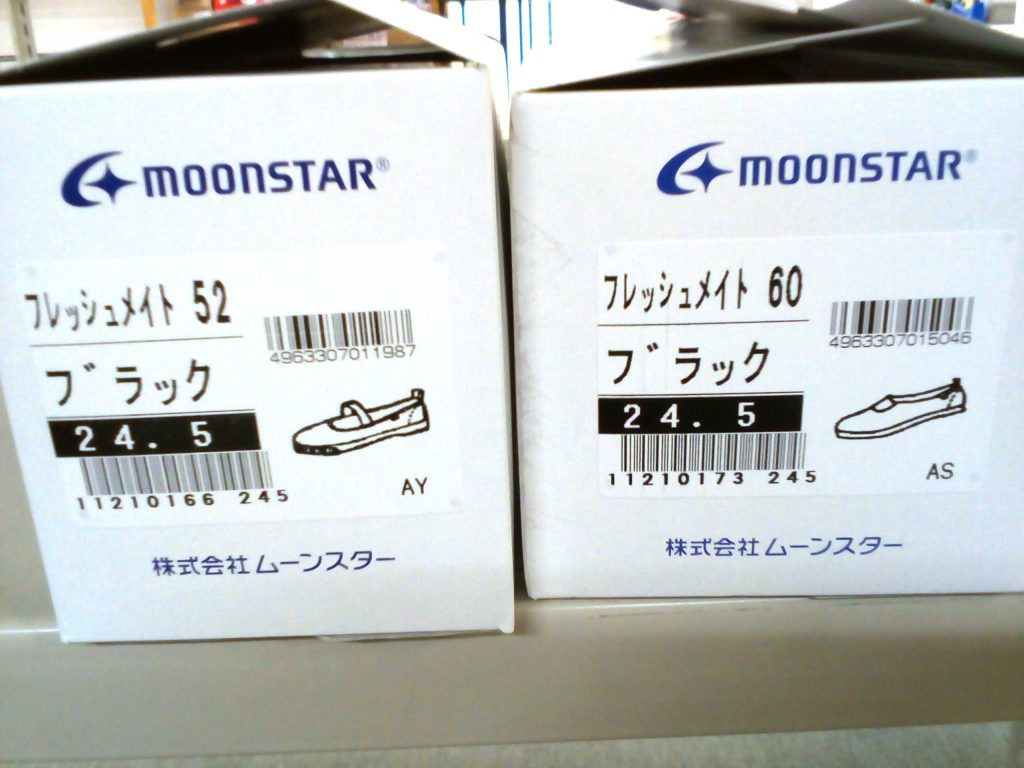 MOONSTAR®
フレッシュメイト 52
4963307011987
ブラック
24.5
11210166 245
AY
株式会社ムーンスター
MOONSTAR®
フレッシュメイト 60
4963307015046
ブラック
24.5
11210173 245
AS
株式会社ムーンスター